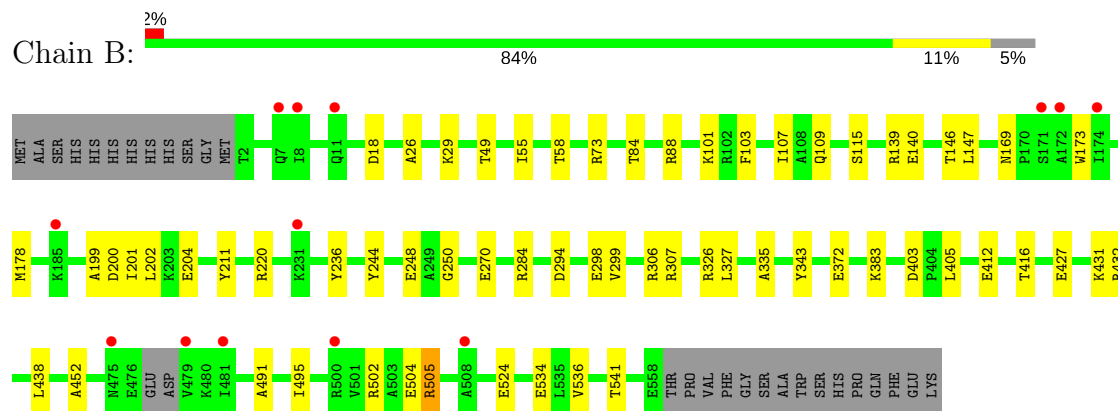 2%
Chain B:
84% 11% 5%
MET ALA SER HIS HIS HIS HIS HIS HIS SER GLY MET T2 Q7 I8 Q11 D18 A26 K29 T49 I55 T58 R73 T84 R88 K101 R102 F103 I107 A108 Q109 S115 R139 E140 T146 L147 N169 P170 S171 A172 W173 I174
M178 K185 A199 D200 I201 L202 K203 E204 Y211 R220 K231 Y236 Y244 E248 A249 G250 E270 R284 D294 E298 V299 R306 R307 R326 L327 A335 Y343 E372 K383 D403 P404 L405 E412 T416 E427 K431
L438 A452 N475 E476 GLU ASP V479 K480 I481 A491 I495 R500 V501 R502 A503 E504 R505 A508 E524 E534 L535 V536 T541 E558 THR PRO VAL PHE GLY SER ALA TRP SER HIS PRO GLN PHE GLU LYS